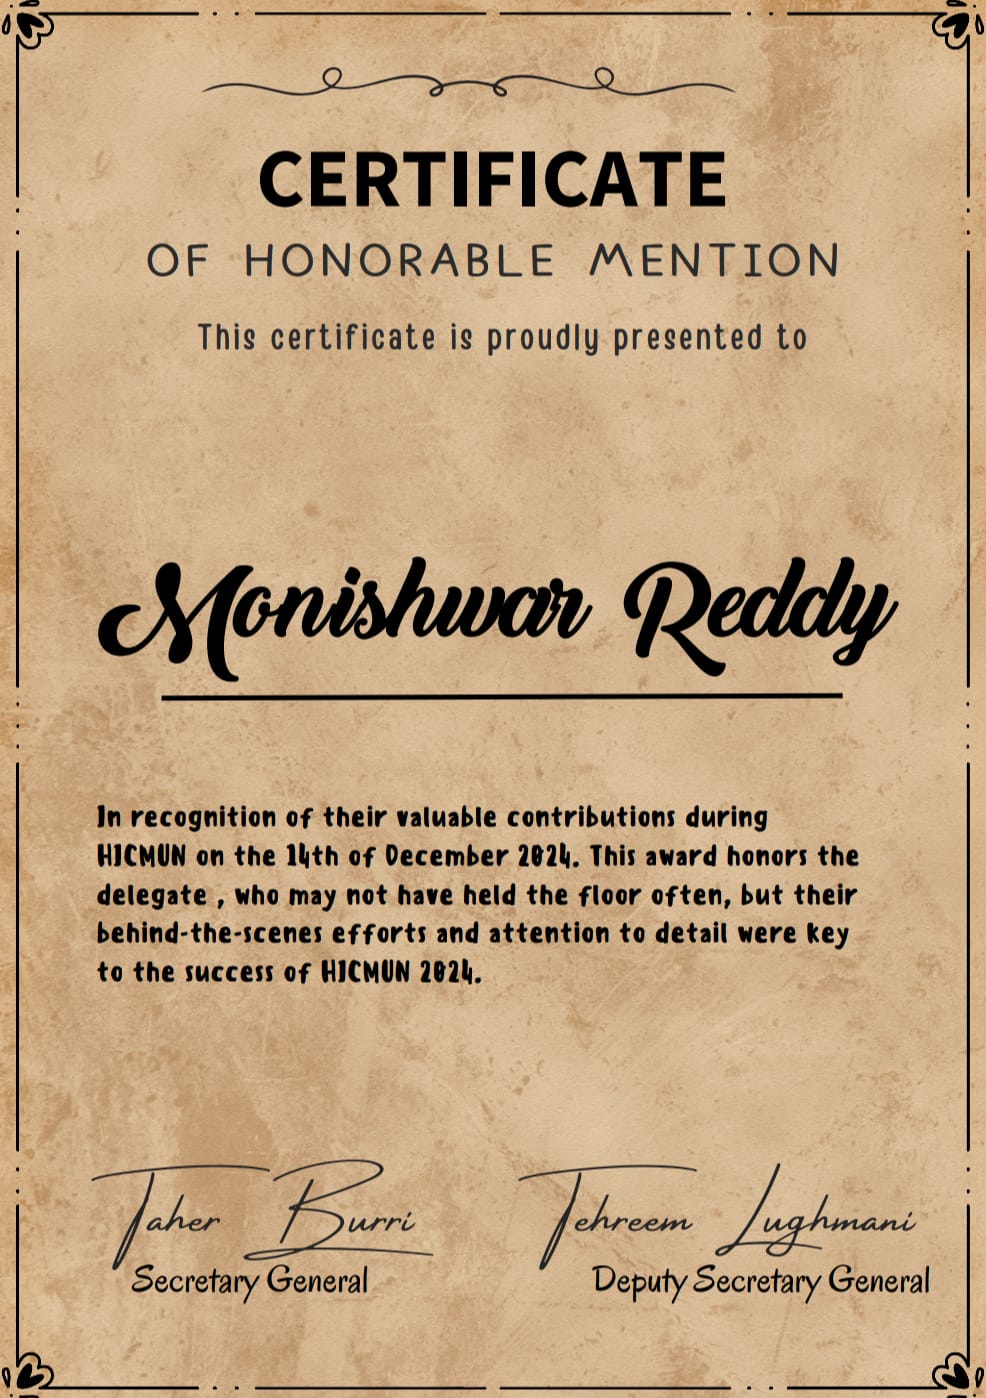 CERTIFICATE
OF HONORABLE MENTION
This certificate is proudly presented to
Monishwar Reddy
In recognition of their valuable contributions during
HICMUN on the 14th of December 2024. This award honors the
delegate , who may not have held the floor often, but their
behind-the-scenes efforts and attention to detail were key
to the success of HICMUN 2024.
Taher Burri
Secretary General
Tehreem Lughmani
Deputy Secretary General